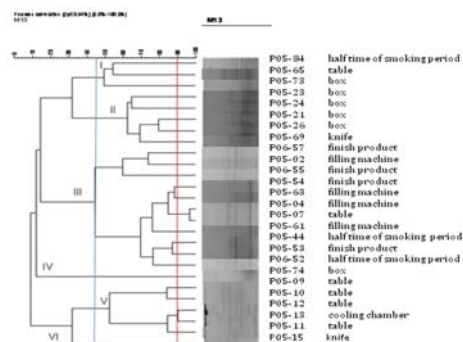 M13
M13
P05-84 half time of smoking period
P05-65 table
P05-73 box
P05-23 box
P05-24 box
P05-21 box
P05-26 box
P05-69 knife
P06-57 finish product
P05-02 filling machine
P06-55 finish product
P05-54 finish product
P05-63 filling machine
P05-04 filling machine
P05-07 table
P05-61 filling machine
P05-44 half time of smoking period
P05-53 finish product
P06-52 half time of smoking period
P05-74 box
P05-09 table
P05-10 table
P05-12 table
P05-13 cooling chamber
P05-11 table
P05-15 knife
I
II
III
IV
V
VI